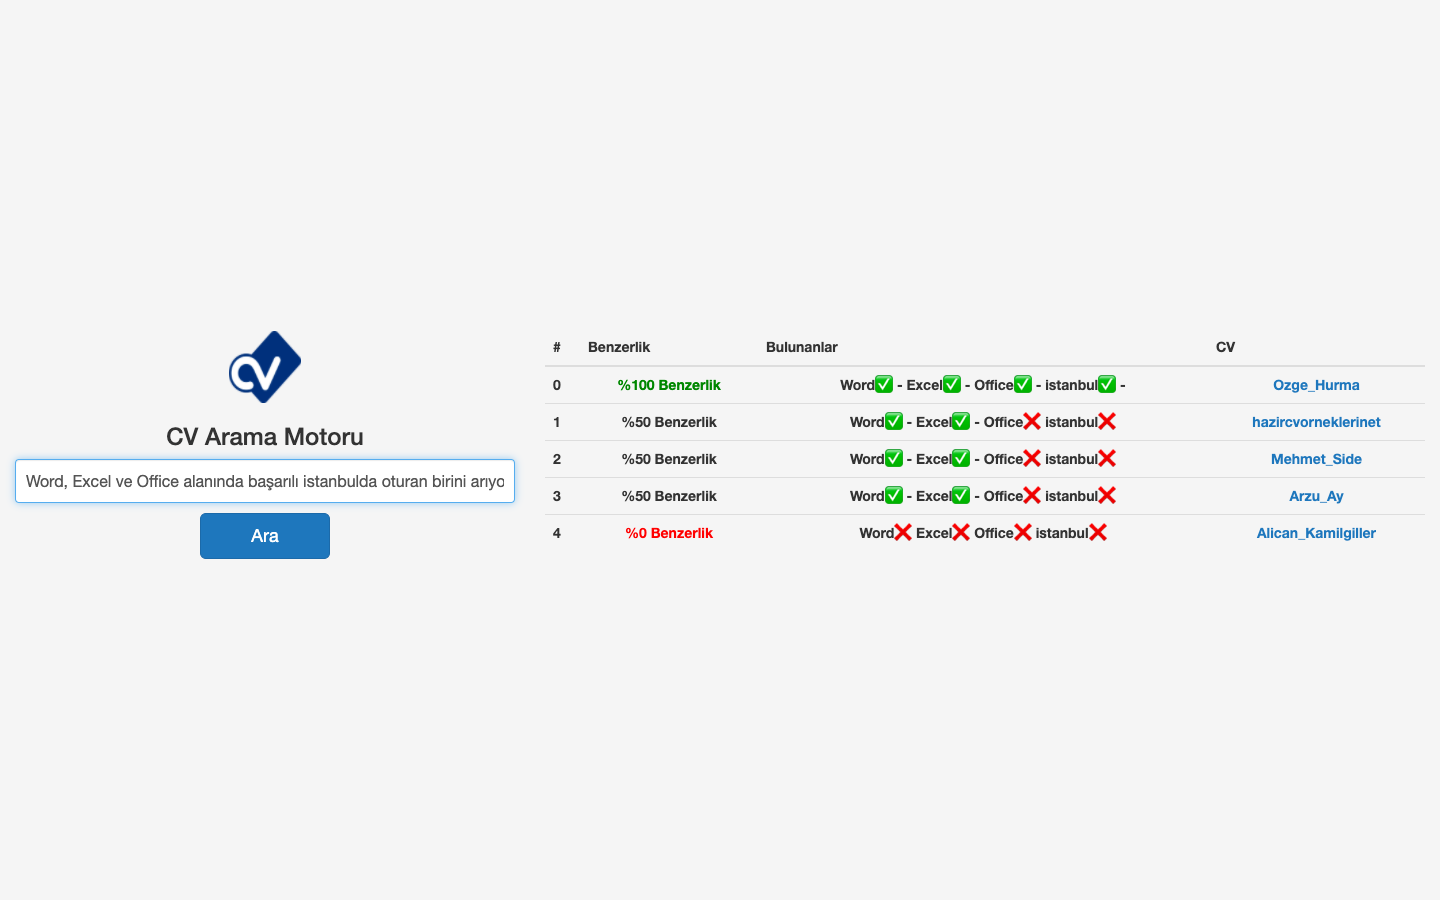 CV
CV Arama Motoru
Word, Excel ve Office alanında başarılı istanbulda oturan birini arıyo
Ara
# Benzerlik Bulunanlar CV
0 %100 Benzerlik Word✅ - Excel✅ - Office✅ - istanbul✅ - Ozge_Hurma
1 %50 Benzerlik Word✅ - Excel✅ - Office❌ istanbul❌ hazircvorneklerinet
2 %50 Benzerlik Word✅ - Excel✅ - Office❌ istanbul❌ Mehmet_Side
3 %50 Benzerlik Word✅ - Excel✅ - Office❌ istanbul❌ Arzu_Ay
4 %0 Benzerlik Word❌ Excel❌ Office❌ istanbul❌ Alican_Kamilgiller